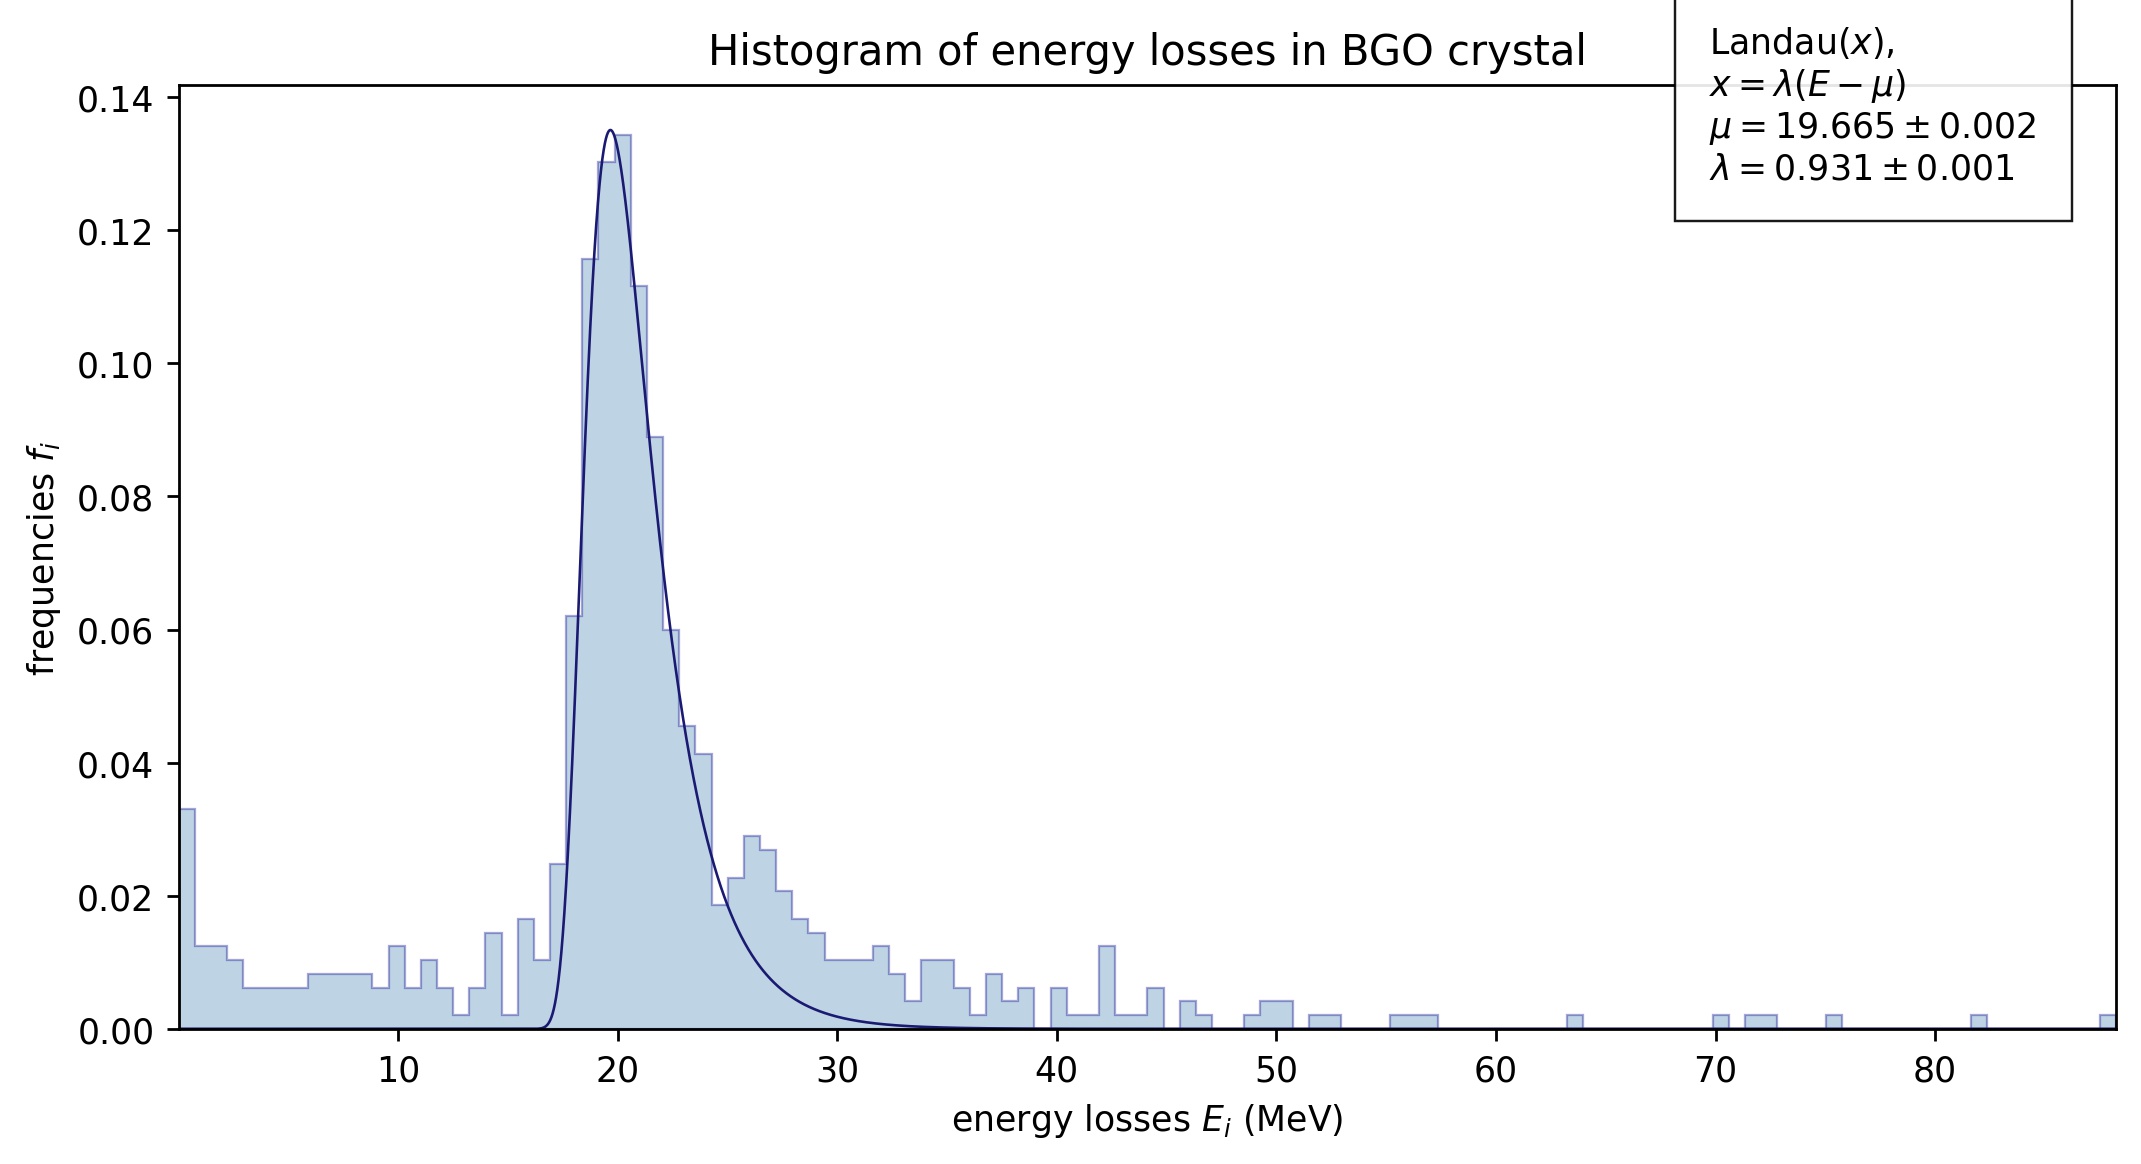 Histogram of energy losses in BGO crystal
Landau(x),
x = λ(E − μ)
μ = 19.665 ± 0.002
λ = 0.931 ± 0.001
0.14
0.12
0.10
0.08
0.06
0.04
0.02
0.00
frequencies fᵢ
10 20 30 40 50 60 70 80
energy losses Eᵢ (MeV)